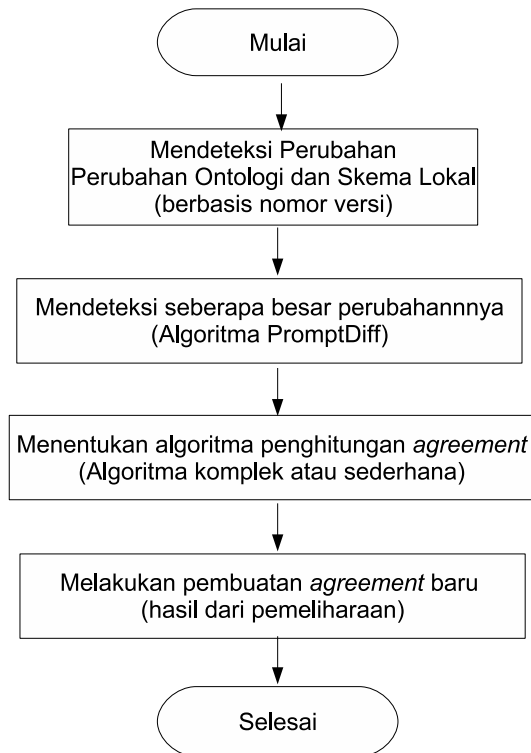 Mulai
Mendeteksi Perubahan
Perubahan Ontologi dan Skema Lokal
(berbasis nomor versi)
Mendeteksi seberapa besar perubahannnya
(Algoritma PromptDiff)
Menentukan algoritma penghitungan agreement
(Algoritma komplek atau sederhana)
Melakukan pembuatan agreement baru
(hasil dari pemeliharaan)
Selesai